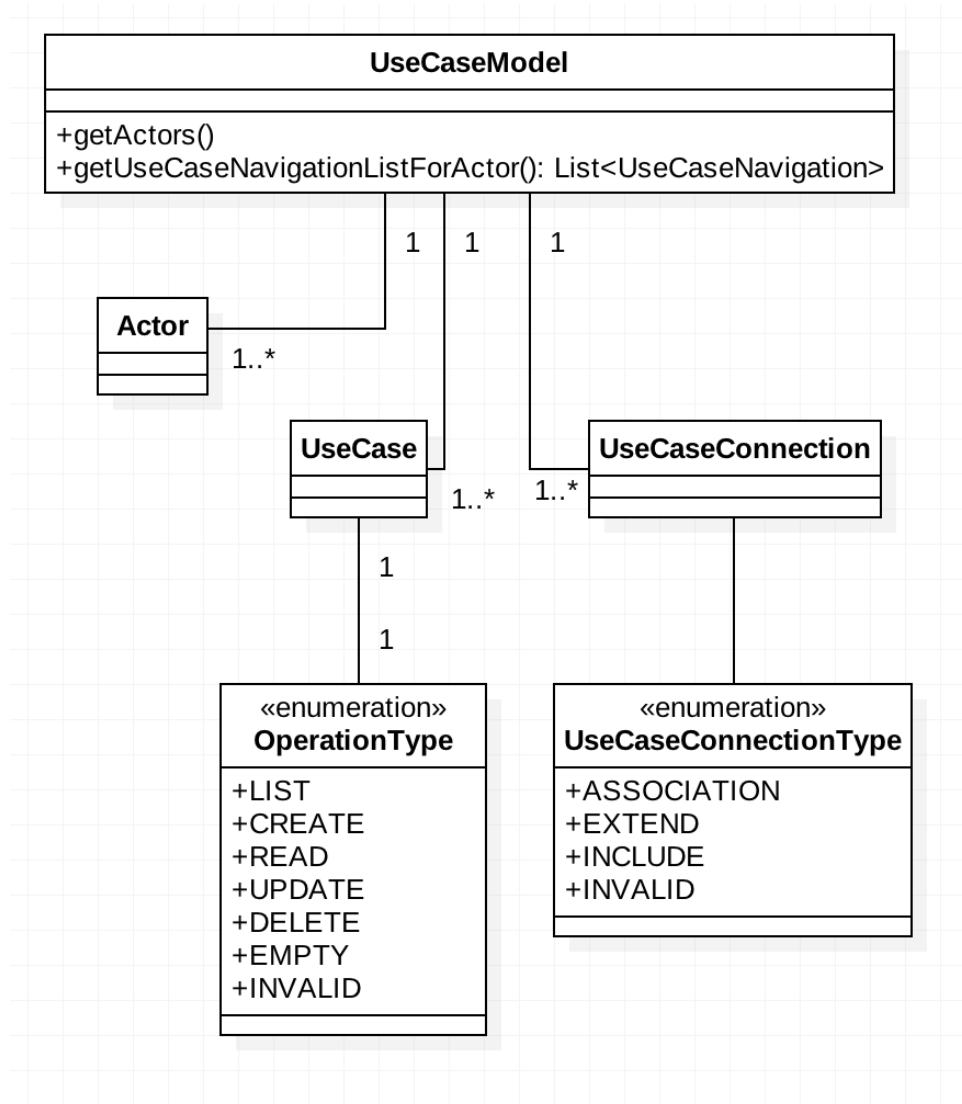 UseCaseModel
+getActors()
+getUseCaseNavigationListForActor(): List<UseCaseNavigation>
1
1
1
Actor
1..*
UseCase
1..*
1..*
UseCaseConnection
1
1
«enumeration»
OperationType
+LIST
+CREATE
+READ
+UPDATE
+DELETE
+EMPTY
+INVALID
«enumeration»
UseCaseConnectionType
+ASSOCIATION
+EXTEND
+INCLUDE
+INVALID